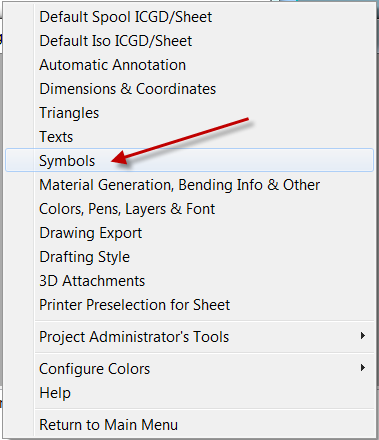 Default Spool ICGD/Sheet
Default Iso ICGD/Sheet
Automatic Annotation
Dimensions & Coordinates
Triangles
Texts
Symbols
Material Generation, Bending Info & Other
Colors, Pens, Layers & Font
Drawing Export
Drafting Style
3D Attachments
Printer Preselection for Sheet
Project Administrator's Tools
Configure Colors
Help
Return to Main Menu